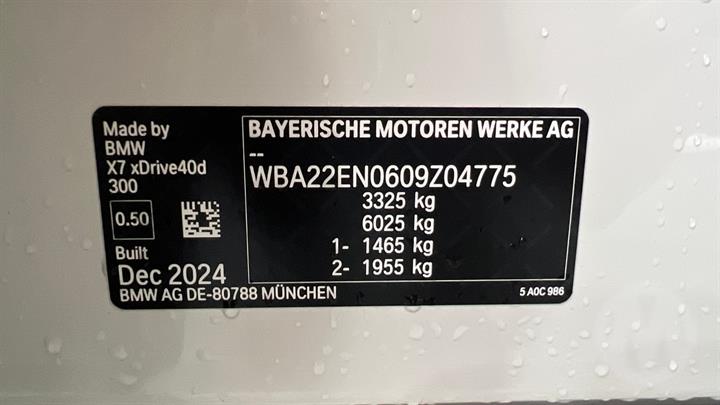 Made by
BMW
X7 xDrive40d
300
0.50
Built
Dec 2024
BMW AG DE-80788 MÜNCHEN
BAYERISCHE MOTOREN WERKE AG
--
WBA22EN0609Z04775
3325 kg
6025 kg
1- 1465 kg
2- 1955 kg
5 A0C 986